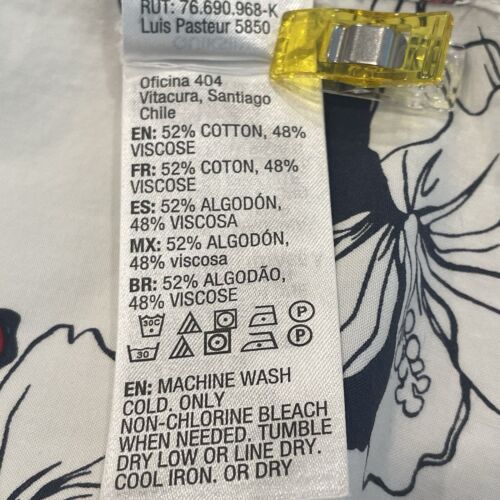 RUT: 76.690.968-K
Luis Pasteur 5850
Oficina 404
Vitacura, Santiago
Chile
EN: 52% COTTON, 48%
VISCOSE
FR: 52% COTON, 48%
VISCOSE
ES: 52% ALGODÓN,
48% VISCOSA
MX: 52% ALGODÓN,
48% viscosa
BR: 52% ALGODÃO,
48% VISCOSE
30C P
30 P
EN: MACHINE WASH
COLD. ONLY
NON-CHLORINE BLEACH
WHEN NEEDED. TUMBLE
DRY LOW OR LINE DRY.
COOL IRON. OR DRY